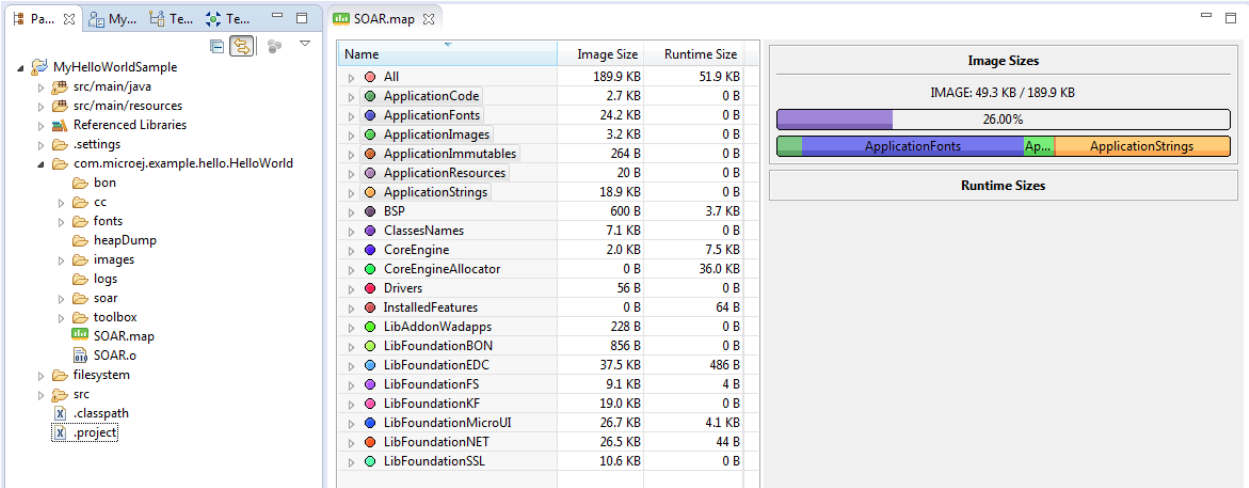 Pa...
My...
Te...
Te...
MyHelloWorldSample
src/main/java
src/main/resources
Referenced Libraries
.settings
com.microej.example.hello.HelloWorld
bon
cc
fonts
heapDump
images
logs
soar
toolbox
SOAR.map
SOAR.o
filesystem
src
.classpath
.project
SOAR.map
Name Image Size Runtime Size
All 189.9 KB 51.9 KB
ApplicationCode 2.7 KB 0 B
ApplicationFonts 24.2 KB 0 B
ApplicationImages 3.2 KB 0 B
ApplicationImmutables 264 B 0 B
ApplicationResources 20 B 0 B
ApplicationStrings 18.9 KB 0 B
BSP 600 B 3.7 KB
ClassesNames 7.1 KB 0 B
CoreEngine 2.0 KB 7.5 KB
CoreEngineAllocator 0 B 36.0 KB
Drivers 56 B 0 B
InstalledFeatures 0 B 64 B
LibAddonWadapps 228 B 0 B
LibFoundationBON 856 B 0 B
LibFoundationEDC 37.5 KB 486 B
LibFoundationFS 9.1 KB 4 B
LibFoundationKF 19.0 KB 0 B
LibFoundationMicroUI 26.7 KB 4.1 KB
LibFoundationNET 26.5 KB 44 B
LibFoundationSSL 10.6 KB 0 B
Image Sizes
IMAGE: 49.3 KB / 189.9 KB
26.00%
ApplicationFonts Ap... ApplicationStrings
Runtime Sizes